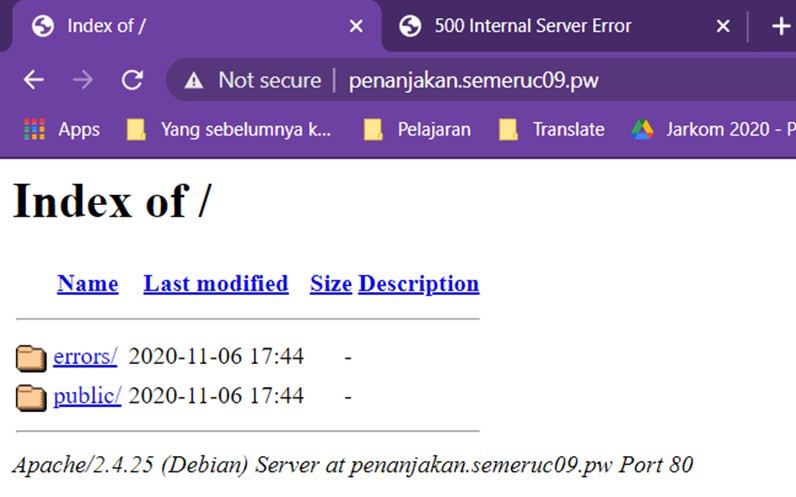 Index of /
500 Internal Server Error
Not secure | penanjakan.semeruc09.pw
Apps Yang sebelumnya k... Pelajaran Translate Jarkom 2020 - P
Index of /
Name Last modified Size Description
errors/ 2020-11-06 17:44 -
public/ 2020-11-06 17:44 -
Apache/2.4.25 (Debian) Server at penanjakan.semeruc09.pw Port 80